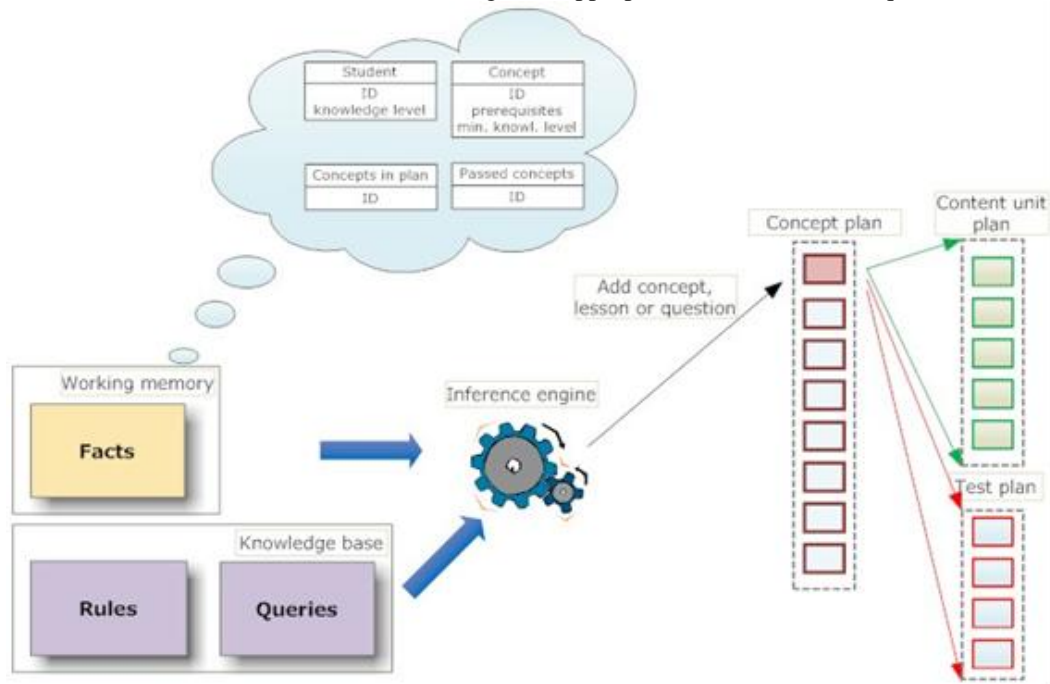 Student
ID
knowledge level
Concept
ID
prerequisites
min. knowl. level
Concepts in plan
ID
Passed concepts
ID
Concept plan
Content unit
plan
Add concept,
lesson or question
Working memory
Facts
Inference engine
Test plan
Knowledge base
Rules
Queries